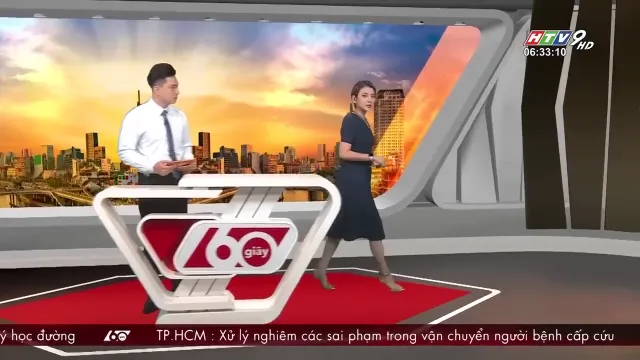 HTV9 HD
06:33:10
60 giây
ý học đường 60 TP.HCM : Xử lý nghiêm các sai phạm trong vận chuyển người bệnh cấp cứu